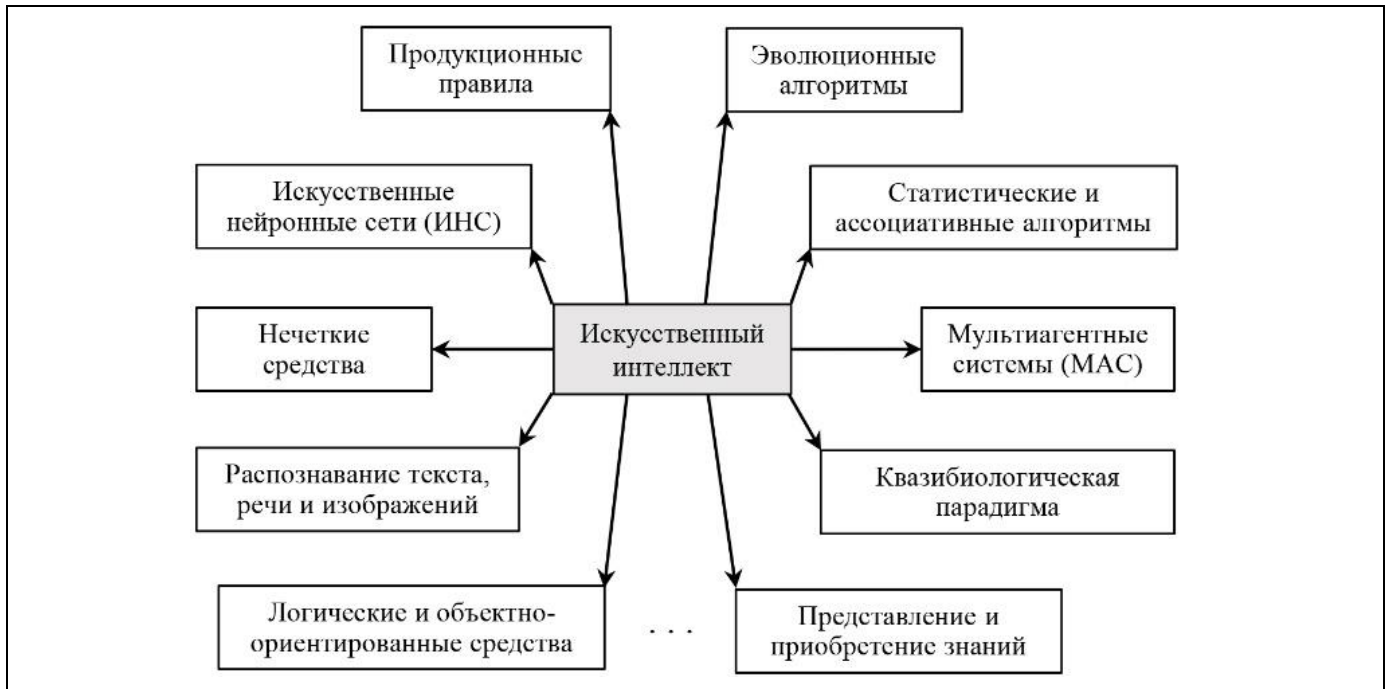 Продукционные
правила
Эволюционные
алгоритмы
Искусственные
нейронные сети (ИНС)
Статистические и
ассоциативные алгоритмы
Нечеткие
средства
Искусственный
интеллект
Мультиагентные
системы (МАС)
Распознавание текста,
речи и изображений
Квазибиологическая
парадигма
Логические и объектно-
ориентированные средства
. . .
Представление и
приобретение знаний